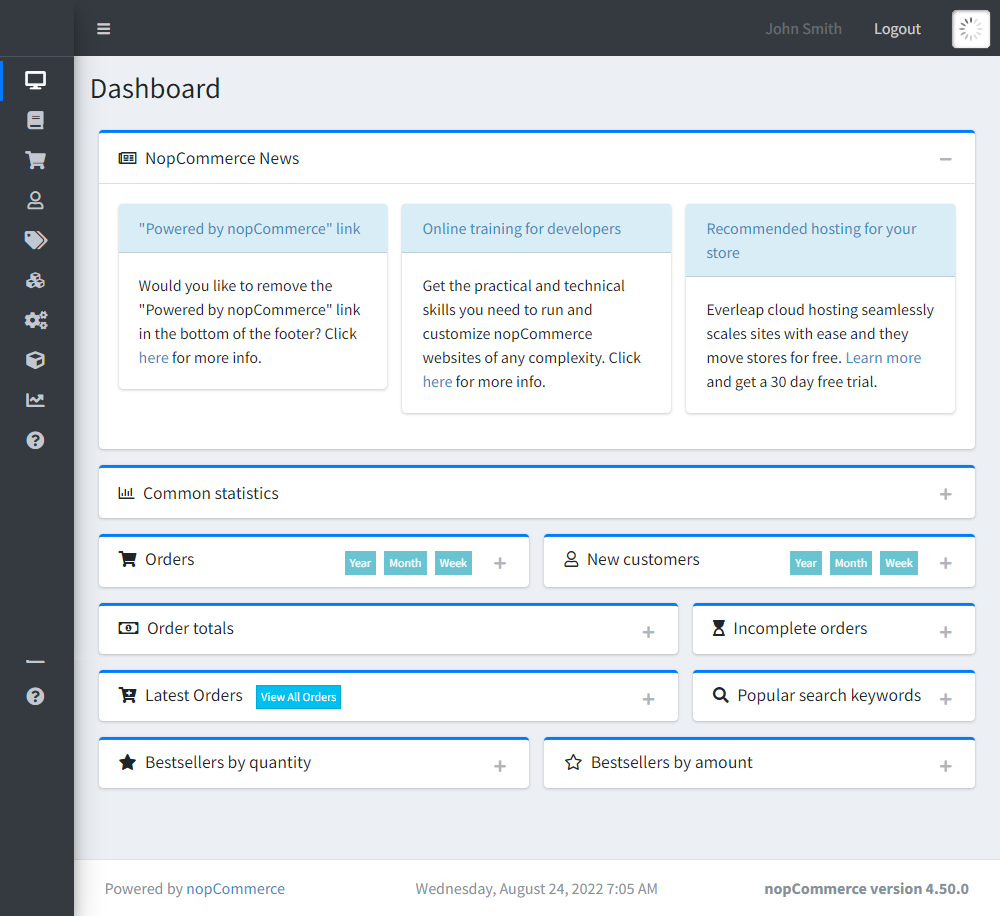 John Smith
Logout
Dashboard
NopCommerce News
"Powered by nopCommerce" link
Would you like to remove the
"Powered by nopCommerce" link
in the bottom of the footer? Click
here for more info.
Online training for developers
Get the practical and technical
skills you need to run and
customize nopCommerce
websites of any complexity. Click
here for more info.
Recommended hosting for your
store
Everleap cloud hosting seamlessly
scales sites with ease and they
move stores for free. Learn more
and get a 30 day free trial.
Common statistics
Orders
Year Month Week
New customers
Year Month Week
Order totals
Incomplete orders
Latest Orders View All Orders
Popular search keywords
Bestsellers by quantity
Bestsellers by amount
Powered by nopCommerce
Wednesday, August 24, 2022 7:05 AM
nopCommerce version 4.50.0